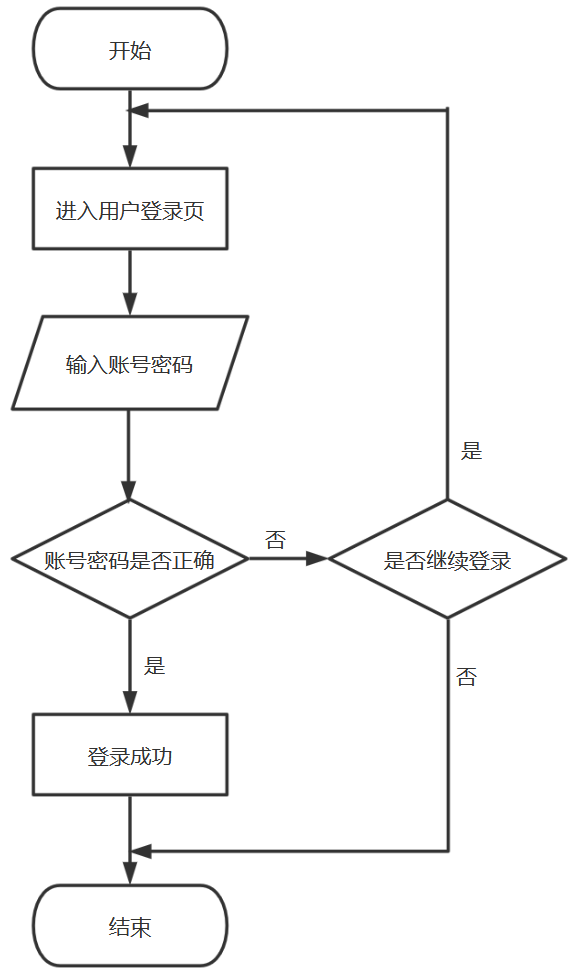 开始
进入用户登录页
输入账号密码
是
否
账号密码是否正确
是否继续登录
是
否
登录成功
结束